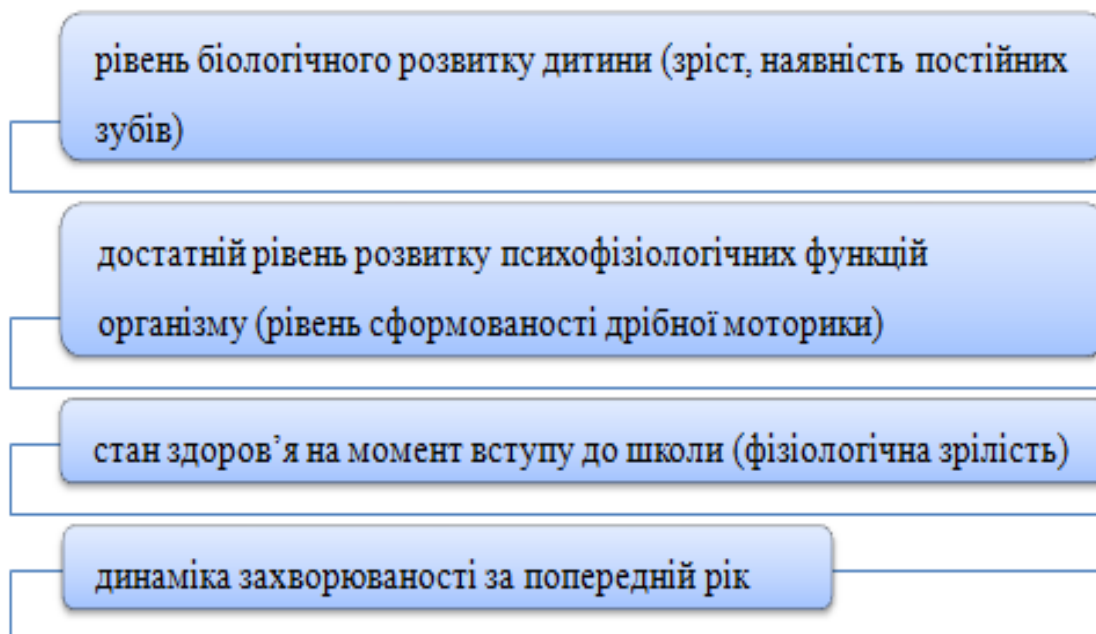 рівень біологічного розвитку дитини (зріст, наявність постійних
зубів)
достатній рівень розвитку психофізіологічних функцій
організму (рівень сформованості дрібної моторики)
стан здоров’я на момент вступу до школи (фізіологічна зрілість)
динаміка захворюваності за попередній рік